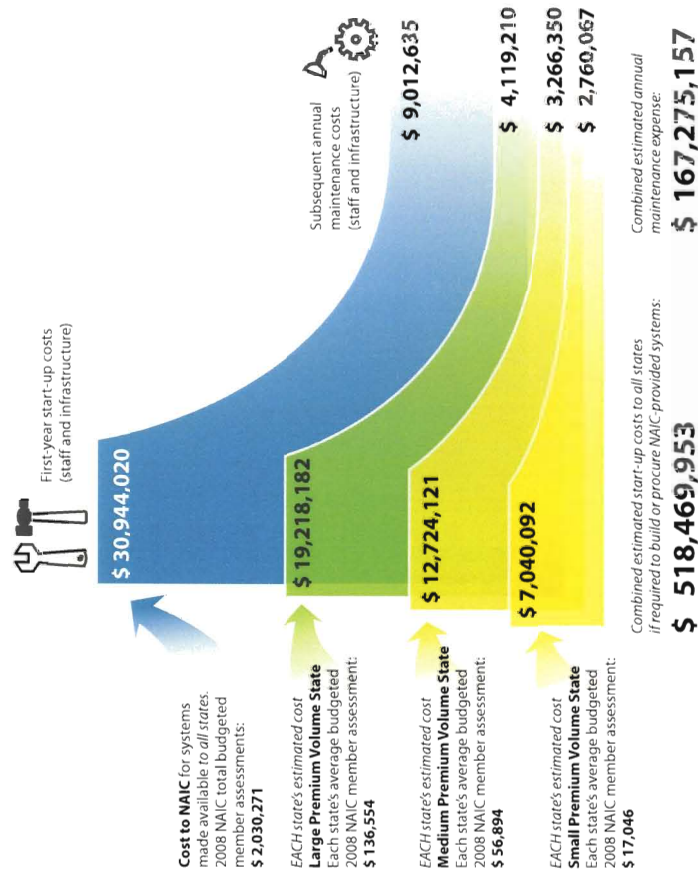 First-year start-up costs
(staff and infrastructure)
Subsequent annual
maintenance costs
(staff and infrastructure)
Cost to NAIC for systems
made available to all states.
2008 NAIC total budgeted
member assessments:
$ 2,030,271
$ 30,944,020
$ 9,012,635
EACH state's estimated cost
Large Premium Volume State
Each state's average budgeted
2008 NAIC member assessment:
$ 136,554
$ 19,218,182
$ 4,119,210
EACH state's estimated cost
Medium Premium Volume State
Each state's average budgeted
2008 NAIC member assessment:
$ 56,894
$ 12,724,121
$ 3,266,350
EACH state's estimated cost
Small Premium Volume State
Each state's average budgeted
2008 NAIC member assessment:
$ 17,046
$ 7,040,092
$ 2,760,067
Combined estimated start-up costs to all states
if required to build or procure NAIC-provided systems:
$ 518,469,953
Combined estimated annual
maintenance expense:
$ 167,275,157